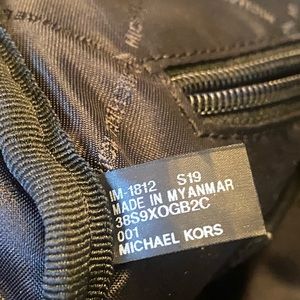 IM-1812 S19
MADE IN MYANMAR
38S9XOGB2C
001
MICHAEL KORS